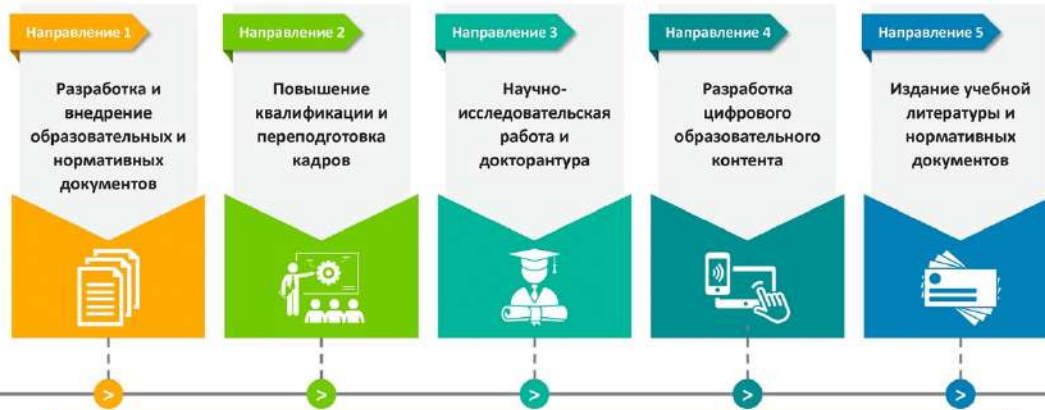 Направление 1
Разработка и
внедрение
образовательных и
нормативных
документов
Направление 2
Повышение
квалификации и
переподготовка
кадров
Направление 3
Научно-
исследовательская
работа и
докторантура
Направление 4
Разработка
цифрового
образовательного
контента
Направление 5
Издание учебной
литературы и
нормативных
документов
> > > > >